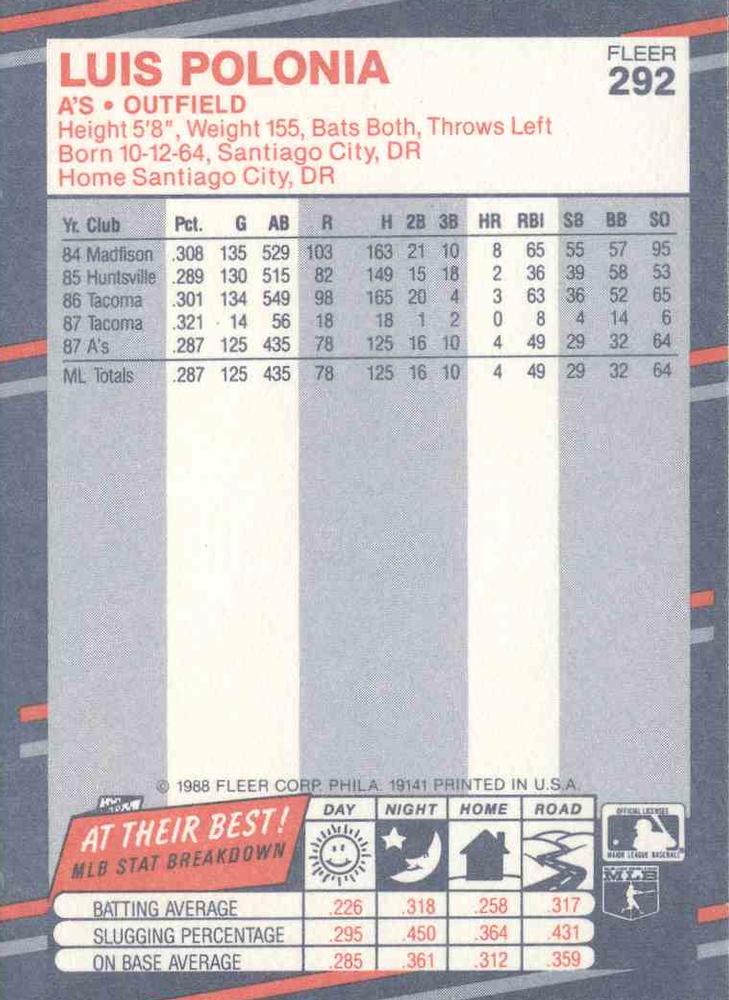 LUIS POLONIA
FLEER
292
A'S • OUTFIELD
Height 5'8", Weight 155, Bats Both, Throws Left
Born 10-12-64, Santiago City, DR
Home Santiago City, DR
Yr. Club Pct. G AB R H 2B 3B HR RBI SB BB SO
84 Madfison .308 135 529 103 163 21 10 8 65 55 57 95
85 Huntsville .289 130 515 82 149 15 18 2 36 39 58 53
86 Tacoma .301 134 549 98 165 20 4 3 63 36 52 65
87 Tacoma .321 14 56 18 18 1 2 0 8 4 14 6
87 A's .287 125 435 78 125 16 10 4 49 29 32 64
ML Totals .287 125 435 78 125 16 10 4 49 29 32 64
© 1988 FLEER CORP. PHILA. 19141 PRINTED IN U.S.A.
AT THEIR BEST!
MLB STAT BREAKDOWN
DAY NIGHT HOME ROAD
OFFICIAL LICENSEE
MAJOR LEAGUE BASEBALL
MLB
BATTING AVERAGE .226 .318 .258 .317
SLUGGING PERCENTAGE .295 .450 .364 .431
ON BASE AVERAGE .285 .361 .312 .359